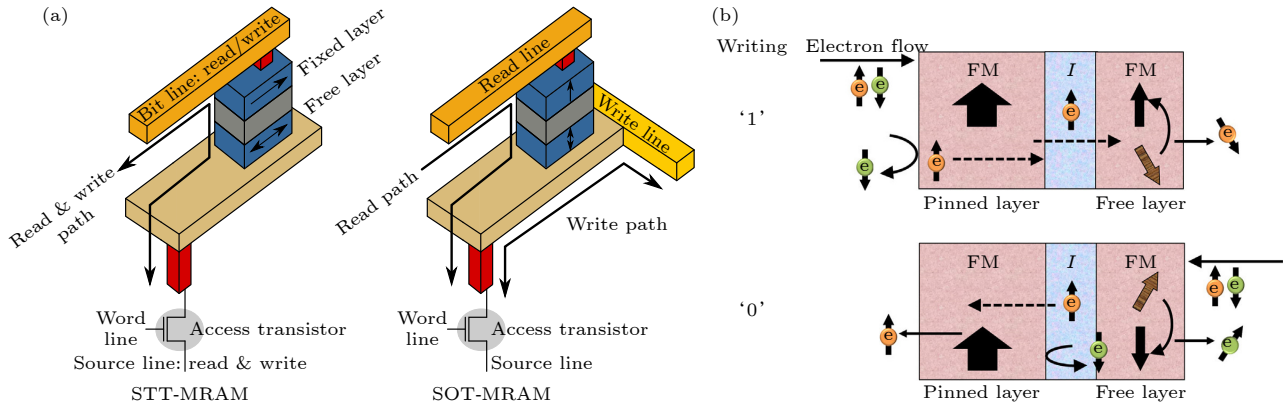 (a)
Bit line: read/write
Fixed layer
Free layer
Read & write
path
Word
line
Access transistor
Source line: read & write
STT-MRAM
Read line
Write line
Read path
Write path
Word
line
Access transistor
Source line
SOT-MRAM
(b)
Writing
Electron flow
FM
I
FM
‘1’
e
e
e
e
e
e
Pinned layer
Free layer
FM
I
FM
‘0’
e
e
e
e
e
e
Pinned layer
Free layer